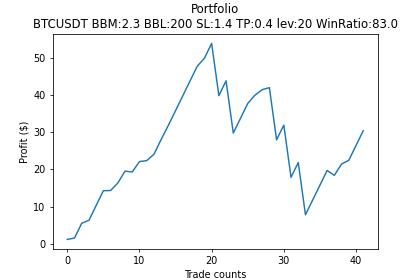 Portfolio
BTCUSDT BBM:2.3 BBL:200 SL:1.4 TP:0.4 lev:20 WinRatio:83.0
50
40
30
20
10
0
Profit ($)
0 10 20 30 40
Trade counts